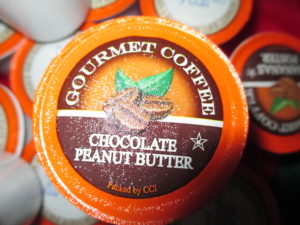 GOURMET COFFEE
CHOCOLATE
PEANUT BUTTER
Packed by CCI